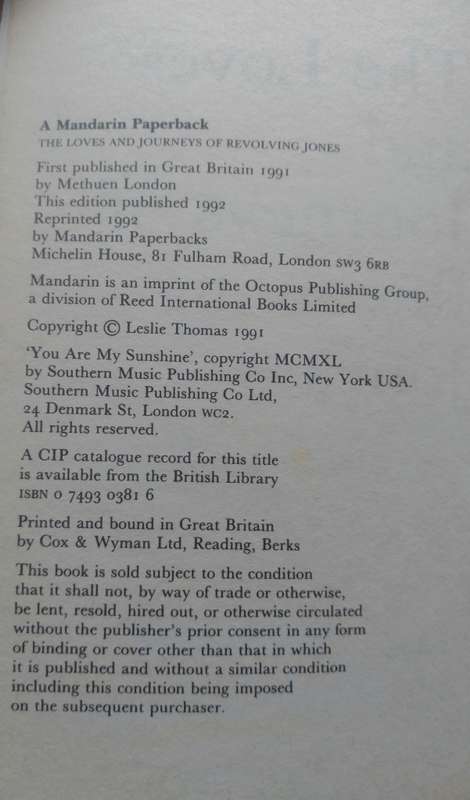 A Mandarin Paperback
THE LOVES AND JOURNEYS OF REVOLVING JONES
First published in Great Britain 1991
by Methuen London
This edition published 1992
Reprinted 1992
by Mandarin Paperbacks
Michelin House, 81 Fulham Road, London SW3 6RB
Mandarin is an imprint of the Octopus Publishing Group,
a division of Reed International Books Limited
Copyright © Leslie Thomas 1991
‘You Are My Sunshine’, copyright MCMXL
by Southern Music Publishing Co Inc, New York USA.
Southern Music Publishing Co Ltd,
24 Denmark St, London WC2.
All rights reserved.
A CIP catalogue record for this title
is available from the British Library
ISBN 0 7493 0381 6
Printed and bound in Great Britain
by Cox & Wyman Ltd, Reading, Berks
This book is sold subject to the condition
that it shall not, by way of trade or otherwise,
be lent, resold, hired out, or otherwise circulated
without the publisher's prior consent in any form
of binding or cover other than that in which
it is published and without a similar condition
including this condition being imposed
on the subsequent purchaser.